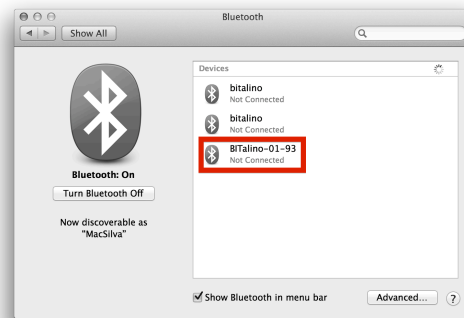 Bluetooth
Show All
Devices
bitalino
Not Connected
bitalino
Not Connected
BITalino-01-93
Not Connected
Bluetooth: On
Turn Bluetooth Off
Now discoverable as
“MacSilva”
Show Bluetooth in menu bar
Advanced...
?